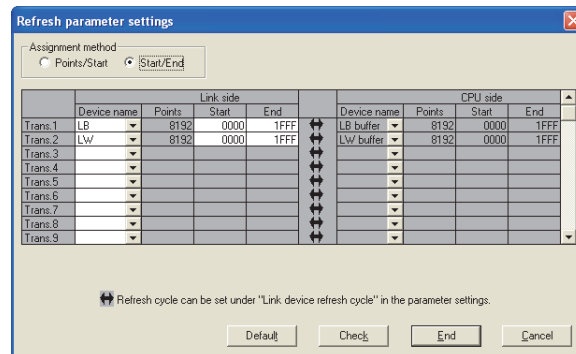 Refresh parameter settings
Assignment method
Points/Start Start/End
Link side CPU side
Device name Points Start End Device name Points Start End
Trans.1 LB 8192 0000 1FFF LB buffer 8192 0000 1FFF
Trans.2 LW 8192 0000 1FFF LW buffer 8192 0000 1FFF
Trans.3
Trans.4
Trans.5
Trans.6
Trans.7
Trans.8
Trans.9
Refresh cycle can be set under "Link device refresh cycle" in the parameter settings.
Default Check End Cancel